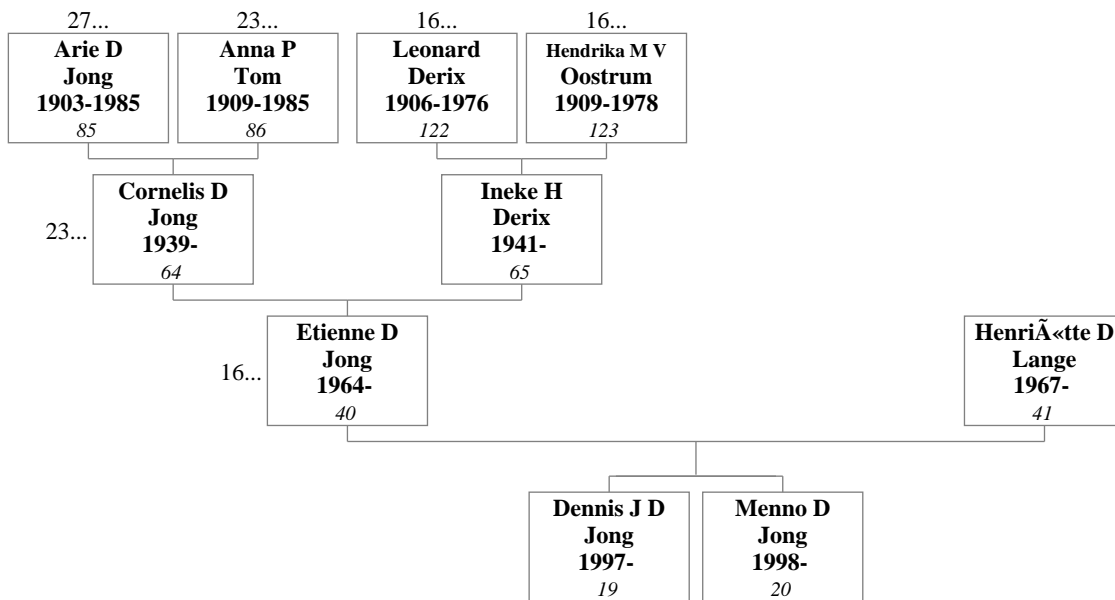 27...
23...
16...
16...
Arie D
Jong
1903-1985
85
Anna P
Tom
1909-1985
86
Leonard
Derix
1906-1976
122
Hendrika M V
Oostrum
1909-1978
123
23...
Cornelis D
Jong
1939-
64
Ineke H
Derix
1941-
65
16...
Etienne D
Jong
1964-
40
HenriÃ«tte D
Lange
1967-
41
Dennis J D
Jong
1997-
19
Menno D
Jong
1998-
20